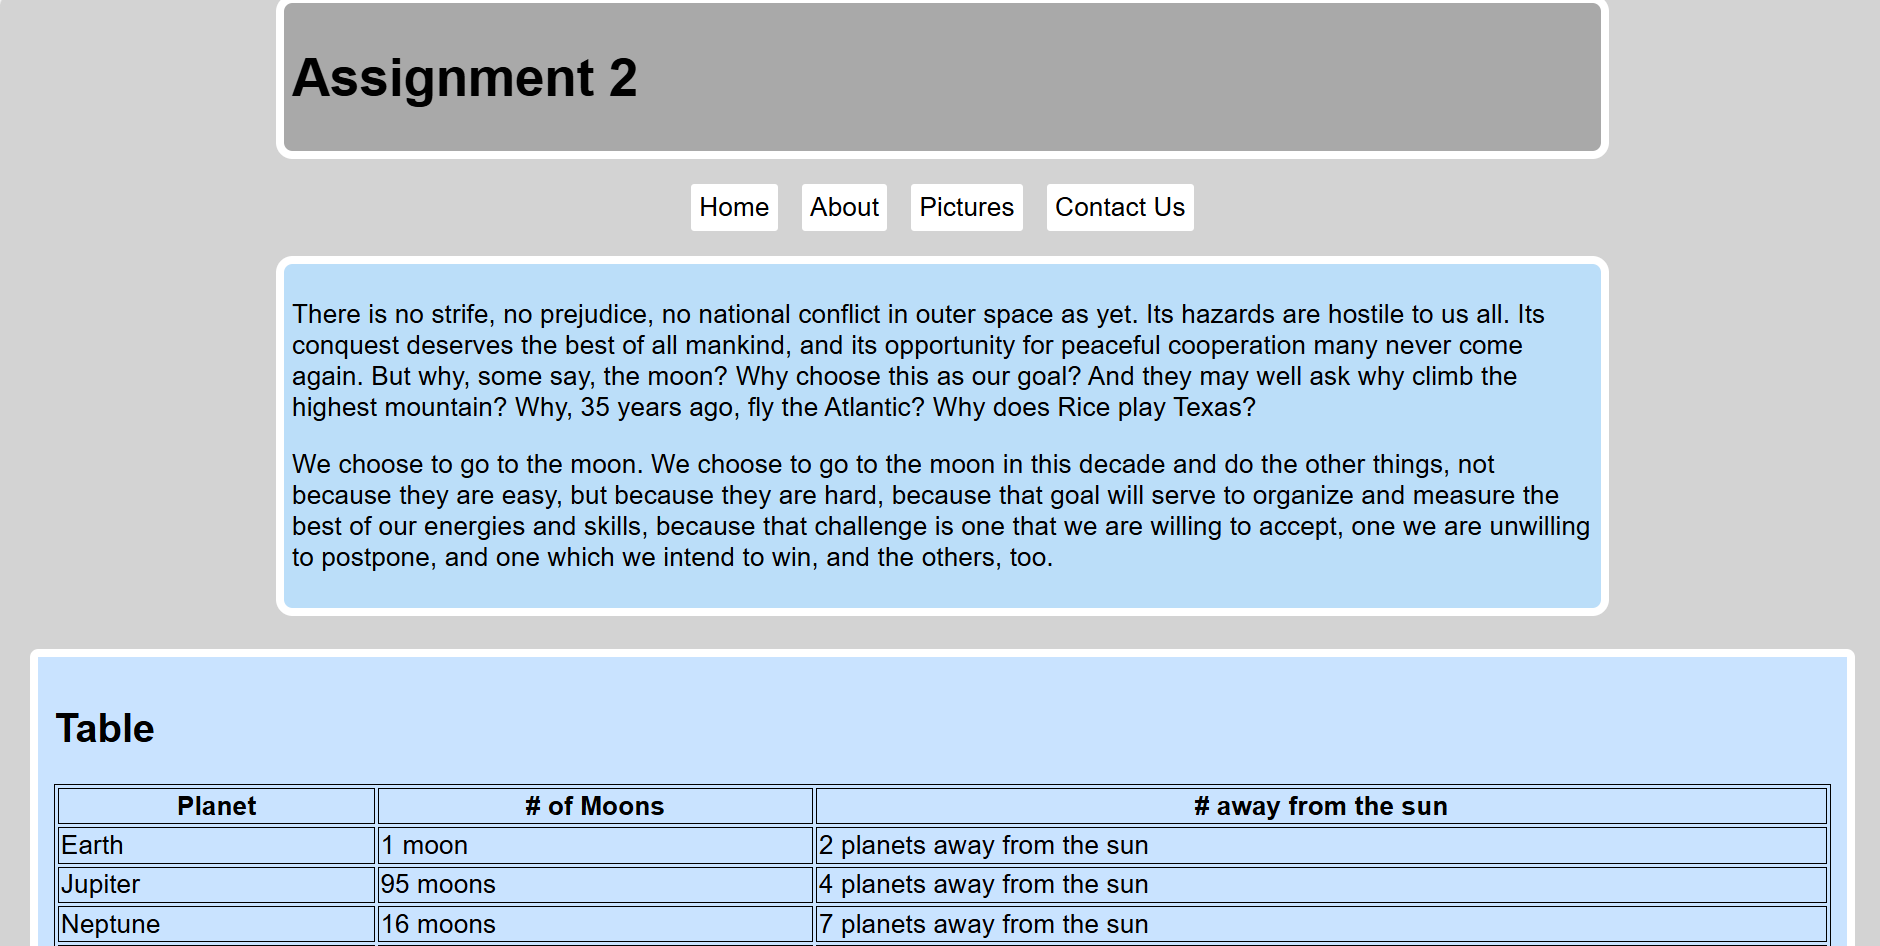 Assignment 2
Home About Pictures Contact Us
There is no strife, no prejudice, no national conflict in outer space as yet. Its hazards are hostile to us all. Its
conquest deserves the best of all mankind, and its opportunity for peaceful cooperation many never come
again. But why, some say, the moon? Why choose this as our goal? And they may well ask why climb the
highest mountain? Why, 35 years ago, fly the Atlantic? Why does Rice play Texas?
We choose to go to the moon. We choose to go to the moon in this decade and do the other things, not
because they are easy, but because they are hard, because that goal will serve to organize and measure the
best of our energies and skills, because that challenge is one that we are willing to accept, one we are unwilling
to postpone, and one which we intend to win, and the others, too.
Table
Planet # of Moons # away from the sun
Earth 1 moon 2 planets away from the sun
Jupiter 95 moons 4 planets away from the sun
Neptune 16 moons 7 planets away from the sun